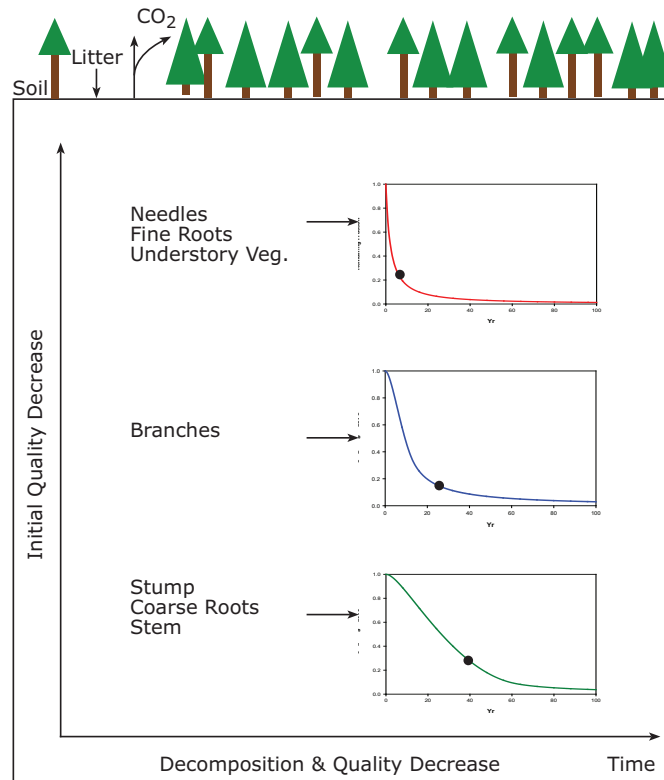 CO2
Litter
Soil
Needles
Fine Roots
Understory Veg.
1.0
0.8
0.6
0.4
0.2
0.0
0 20 40 60 80 100
Yr
Branches
1.0
0.8
0.6
0.4
0.2
0.0
0 20 40 60 80 100
Yr
Stump
Coarse Roots
Stem
1.0
0.8
0.6
0.4
0.2
0.0
0 20 40 60 80 100
Yr
Initial Quality Decrease
Decomposition & Quality Decrease
Time